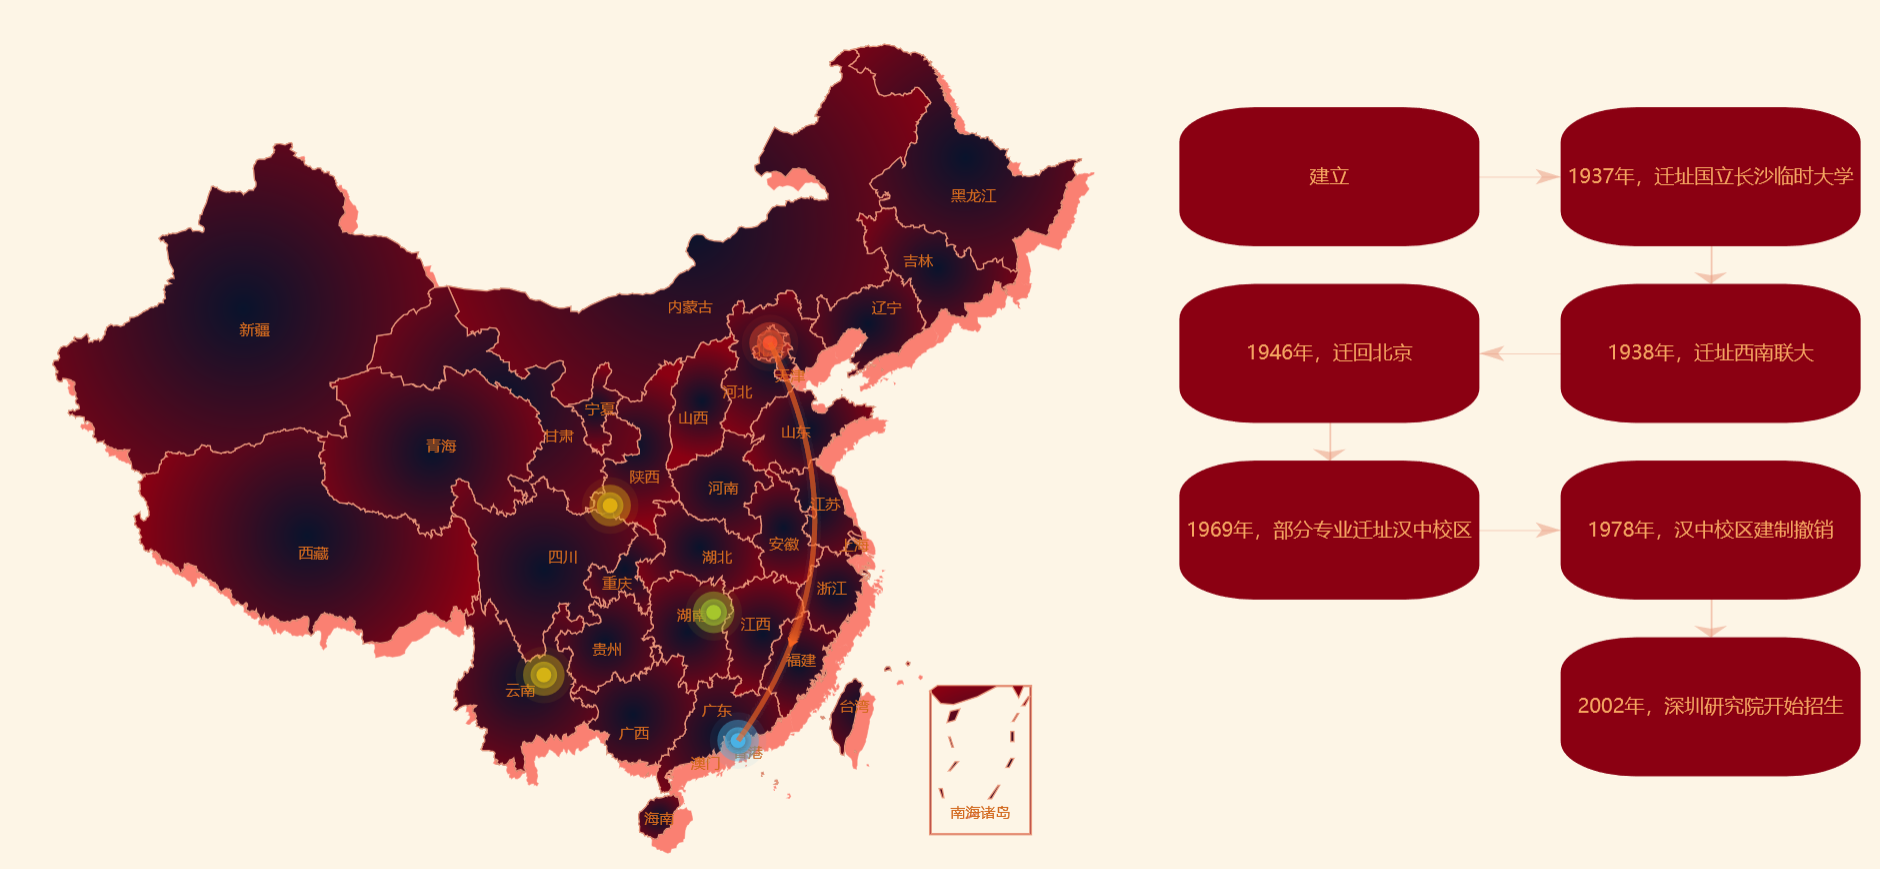 黑龙江
吉林
辽宁
内蒙古
新疆
天津
河北
宁夏
山西
山东
甘肃
青海
陕西
河南
江苏
上海
安徽
西藏
四川
湖北
重庆
浙江
湖南
江西
贵州
福建
云南
广东
台湾
广西
香港
澳门
海南
南海诸岛
建立
1937年，迁址国立长沙临时大学
1946年，迁回北京
1938年，迁址西南联大
1969年，部分专业迁址汉中校区
1978年，汉中校区建制撤销
2002年，深圳研究院开始招生